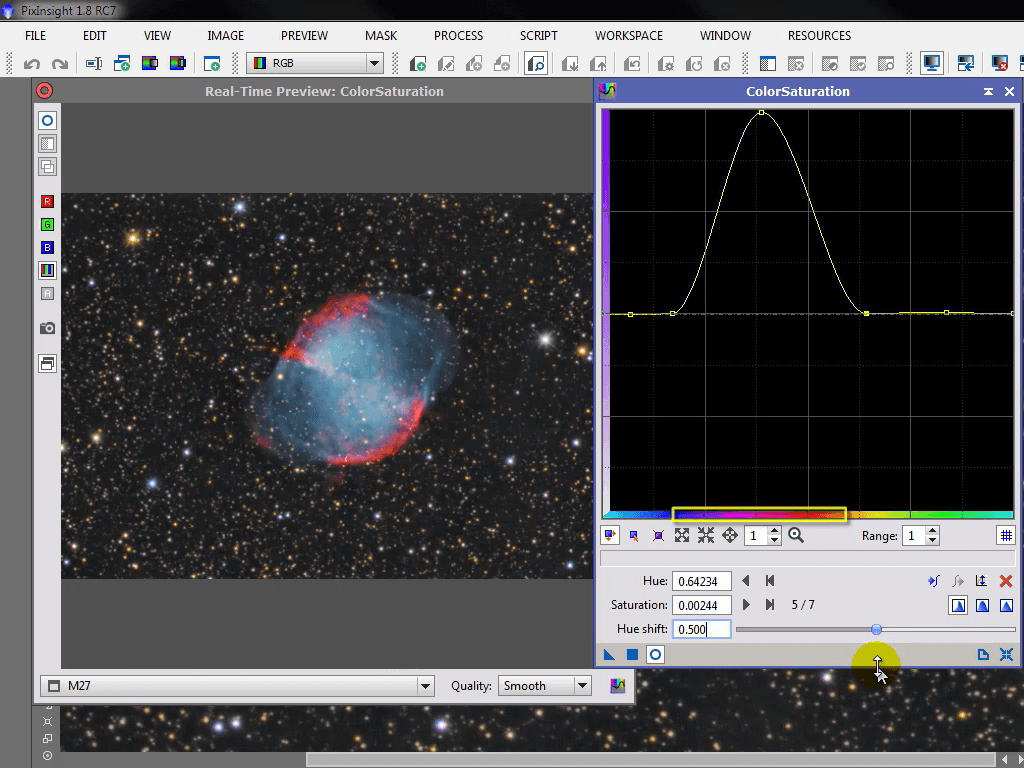 PixInsight 1.8 RC7
FILE EDIT VIEW IMAGE PREVIEW MASK PROCESS SCRIPT WORKSPACE WINDOW RESOURCES
RGB
Real-Time Preview: ColorSaturation
ColorSaturation
R
G
B
A
1
Range: 1
Hue: 0.64234
Saturation: 0.00244 5 / 7
Hue shift: 0.500
M27 Quality: Smooth